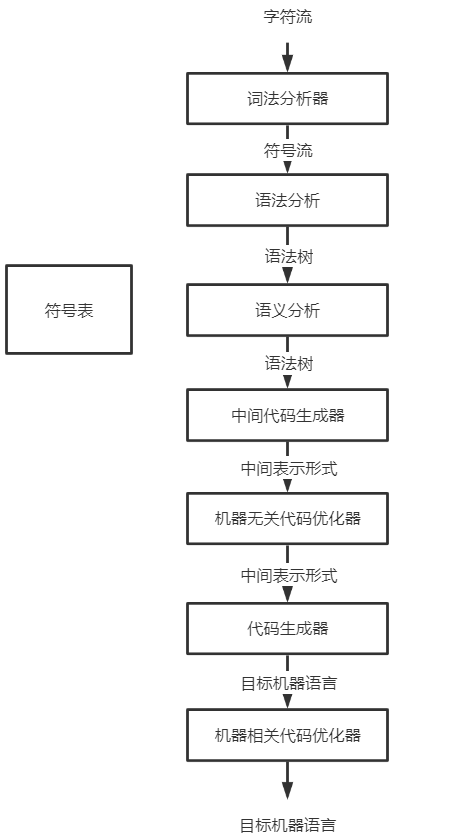 字符流
词法分析器
符号流
语法分析
语法树
符号表
语义分析
语法树
中间代码生成器
中间表示形式
机器无关代码优化器
中间表示形式
代码生成器
目标机器语言
机器相关代码优化器
目标机器语言